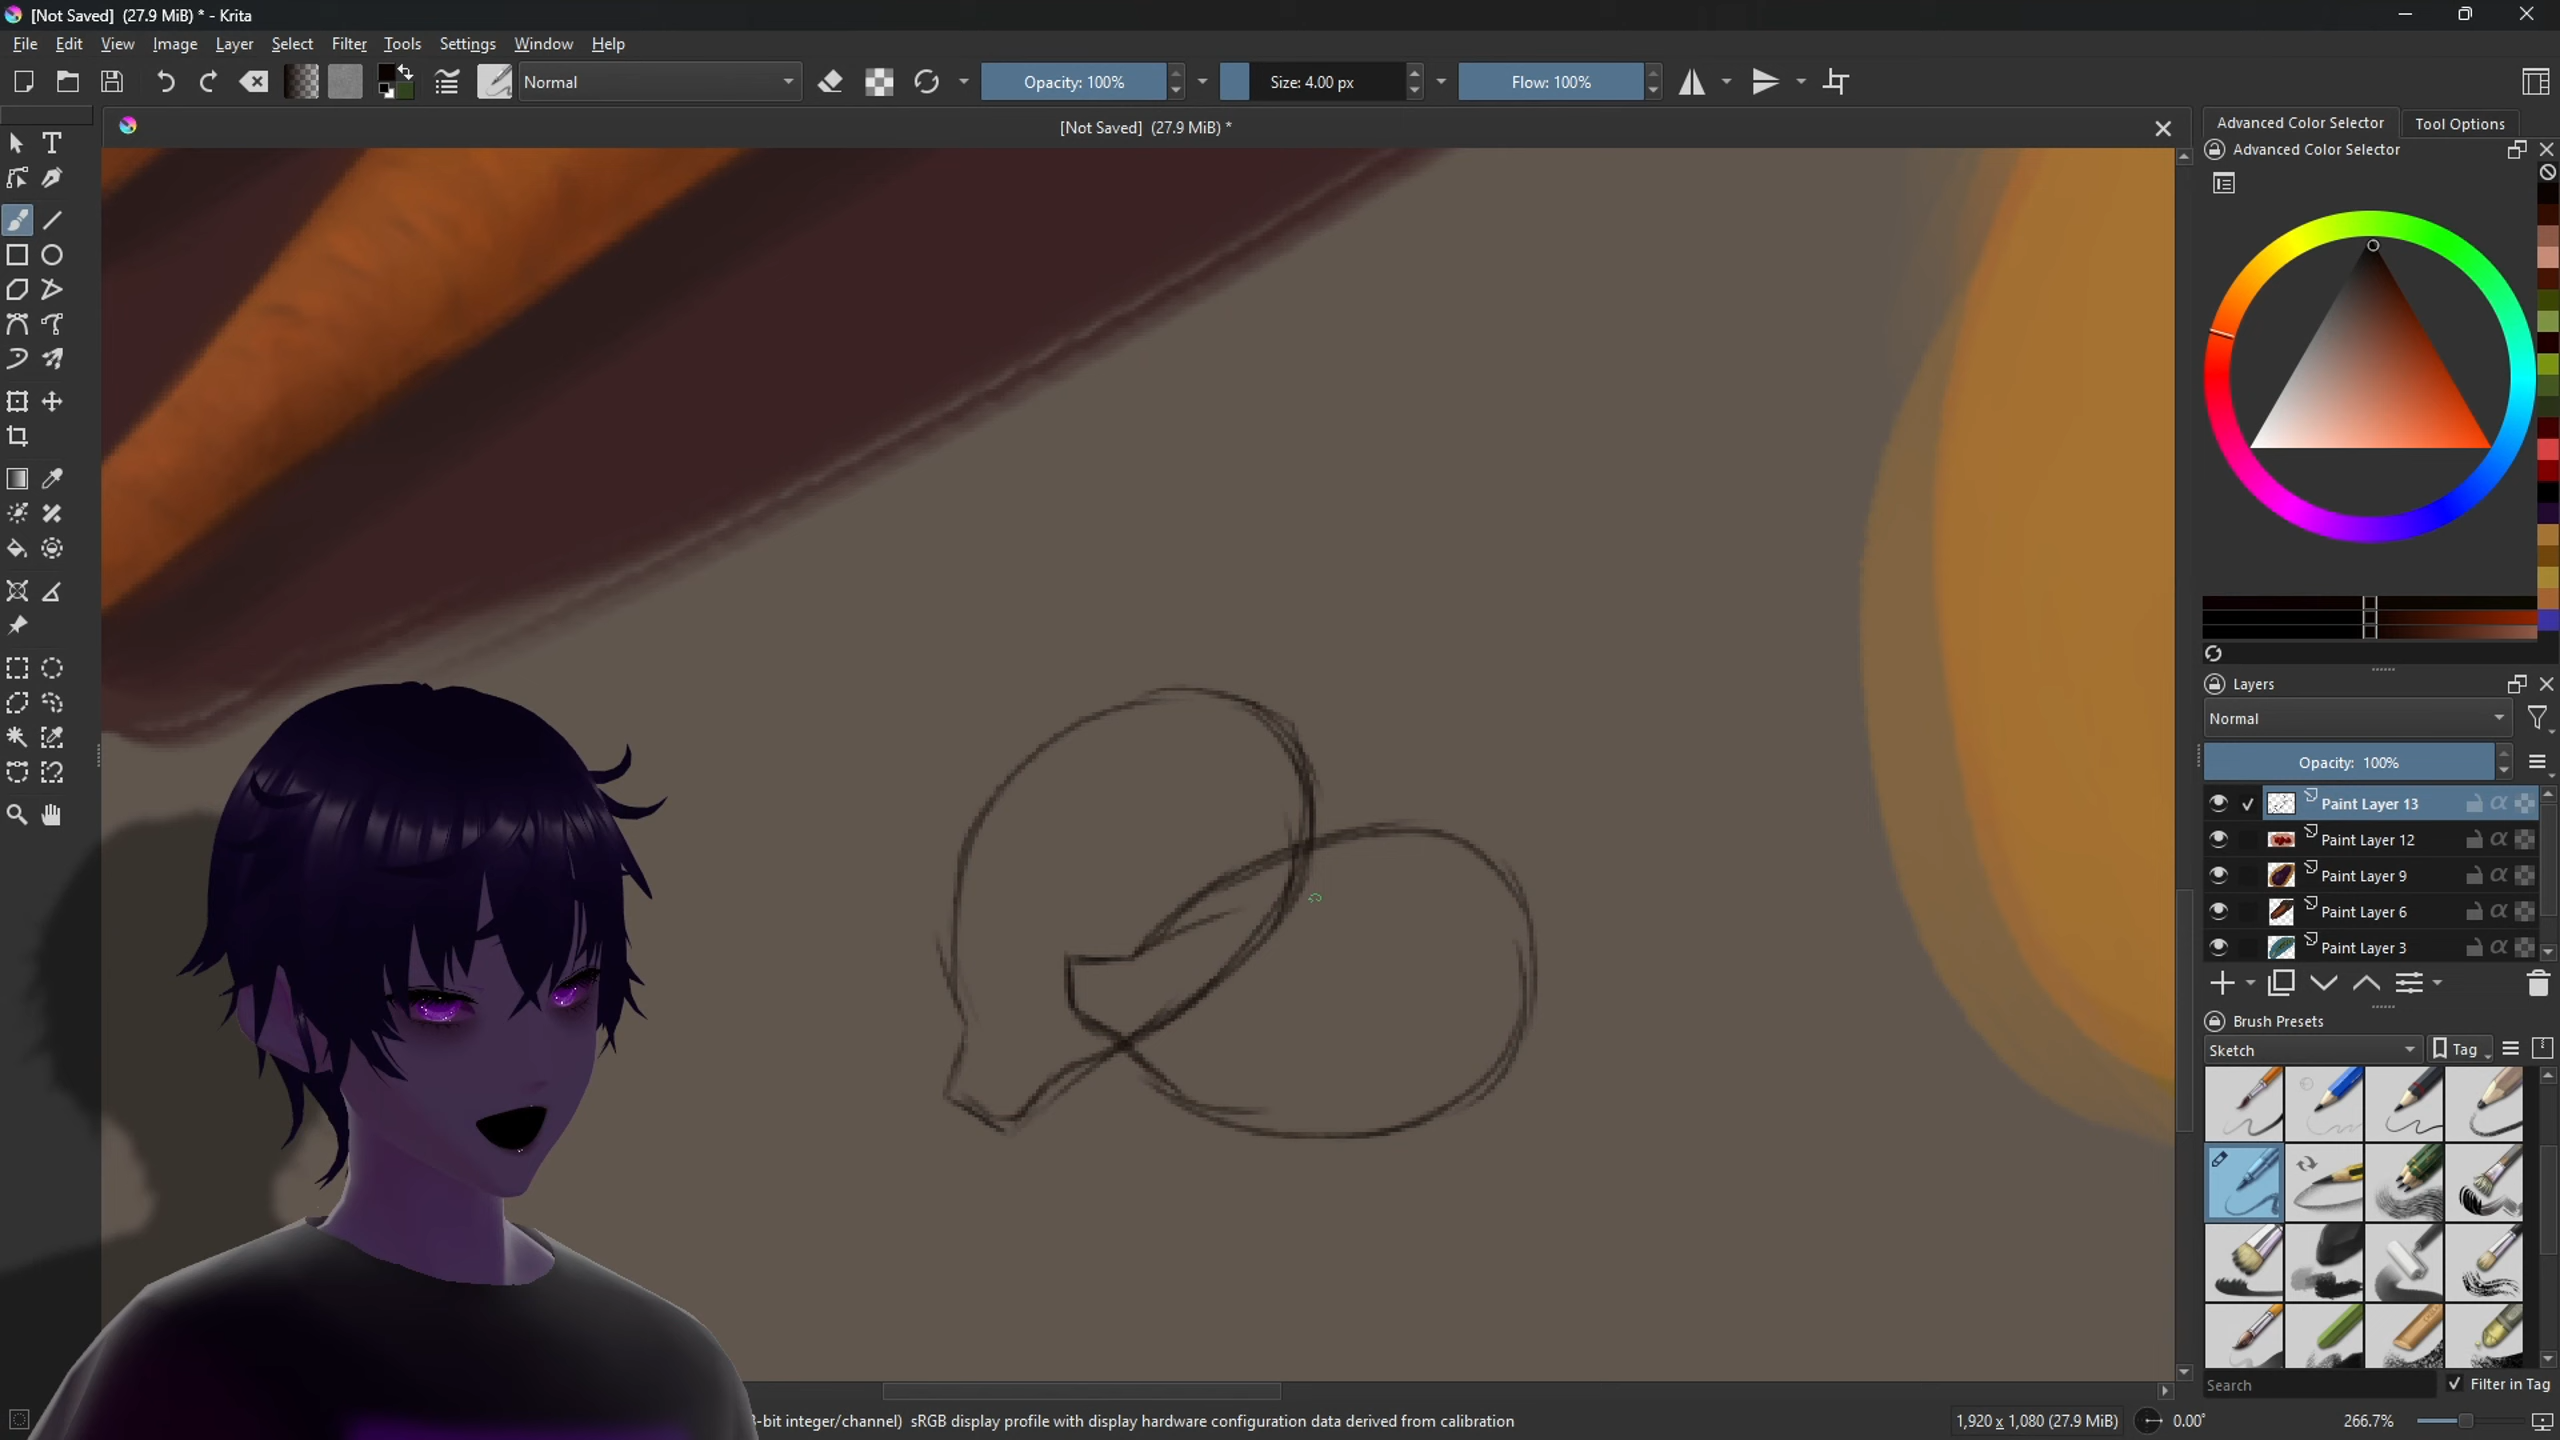 [Not Saved]  (27.9 MiB) * - Krita
File Edit View Image Layer Select Filter Tools Settings Window Help
Normal Opacity: 100% Size: 4.00 px Flow: 100%
[Not Saved]  (27.9 MiB) *
Advanced Color Selector Tool Options
Advanced Color Selector
Layers
Normal
Opacity:  100%
Paint Layer 13
Paint Layer 12
Paint Layer 9
Paint Layer 6
Paint Layer 3
Brush Presets
Sketch Tag
Search Filter in Tag
-bit integer/channel)  sRGB display profile with display hardware configuration data derived from calibration 1,920 x 1,080 (27.9 MiB) 0.00° 266.7%